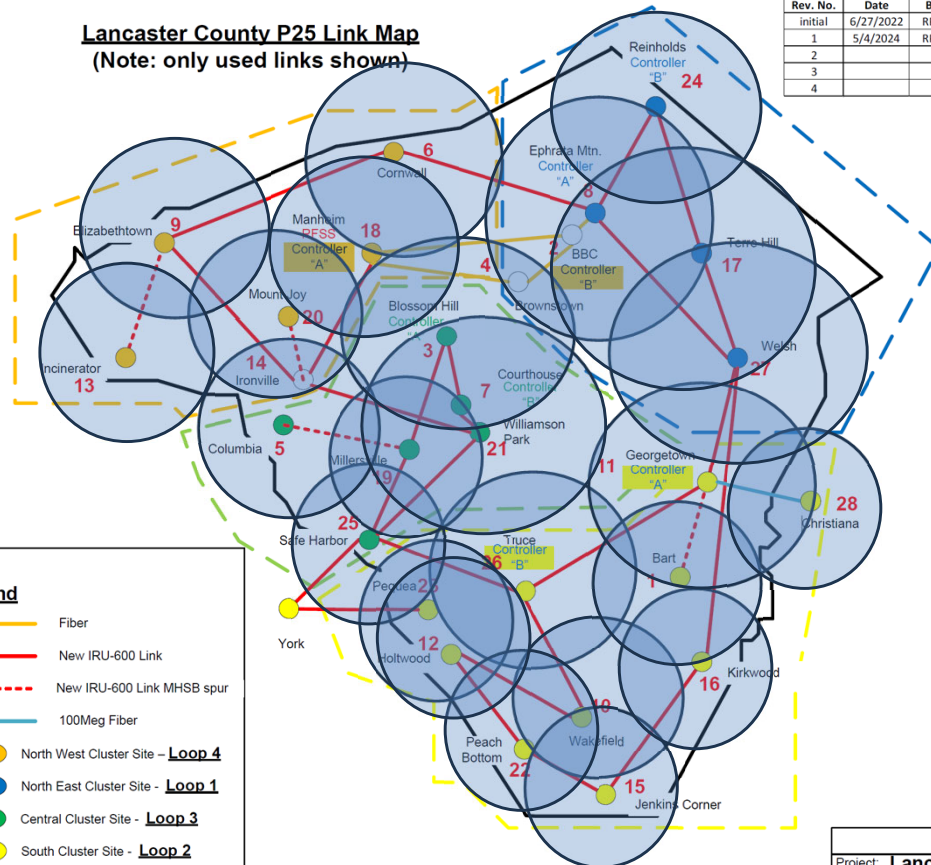 Lancaster County P25 Link Map
(Note: only used links shown)
Rev. No. Date
initial 6/27/2022
1 5/4/2024
2
3
4
Reinholds
Controller
"B"
24
Ephrata Mtn.
Controller
"A"
8
6
Cornwall
Elizabethtown
9
Manheim
RFSS
Controller
"A"
18
2
BBC
Controller
"B"
Terre Hill
17
4
Brownstown
Mount Joy
20
Blossom Hill
Controller
"A"
3
Incinerator
13
14
Ironville
Welsh
27
7
Courthouse
Controller
"B"
Williamson
Park
21
Columbia
5
Millersville
19
11
Georgetown
Controller
"A"
28
Christiana
25
Safe Harbor
Truce
Controller
"B"
26
Bart
1
Pequea
York
12
Holtwood
16
Kirkwood
10
Wakefield
Peach
Bottom
22
15
Jenkins Corner
Fiber
New IRU-600 Link
New IRU-600 Link MHSB spur
100Meg Fiber
North West Cluster Site – Loop 4
North East Cluster Site - Loop 1
Central Cluster Site - Loop 3
South Cluster Site - Loop 2
Project: